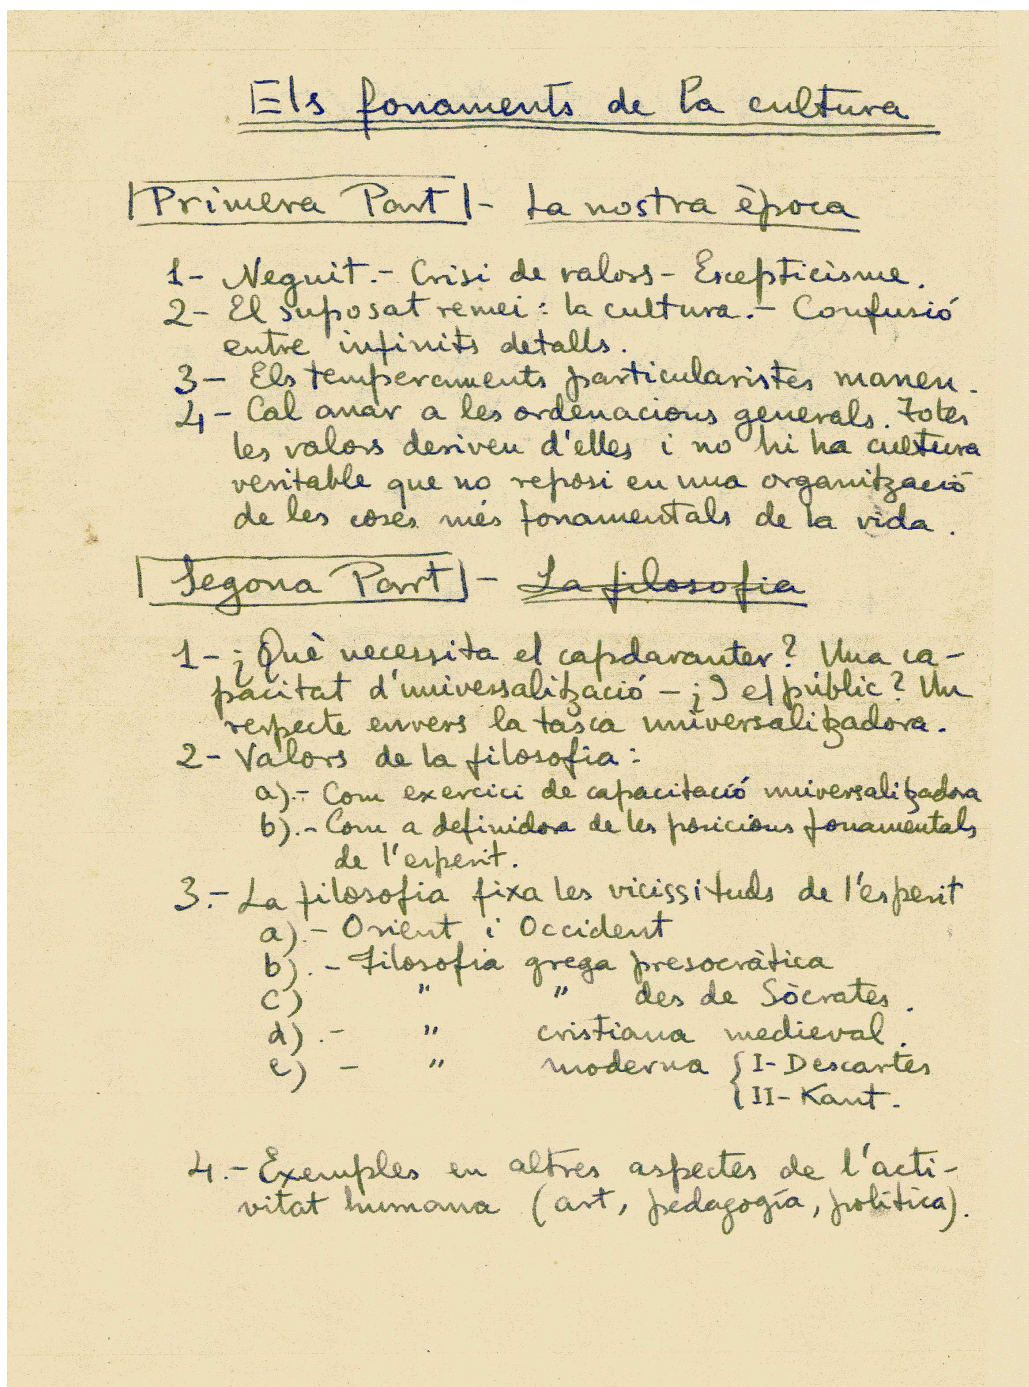 Els fonaments de la cultura
|Primera Part|- La nostra època
1- Neguit.- Crisi de valors- Escepticisme.
2- El suposat remei: la cultura.- Confusió
entre infinits detalls.
3- Els temperaments particularistes manen.
4- Cal anar a les ordenacions generals. Totes
les valors deriven d'elles i no hi ha cultura
veritable que no reposi en una organització
de les coses més fonamentals de la vida.
|Segona Part|- La filosofia
1- ¿Què necessita el capdavanter? Una ca-
pacitat d'universalització - ¿I el públic? Un
respecte envers la tasca universalitzadora.
2- Valors de la filosofia:
a).- Com exercici de capacitació universalitzadora
b).- Com a definidora de les posicions fonamentals
de l'esperit.
3.- La filosofia fixa les vicissituds de l'esperit
a).- Orient i Occident
b).- Filosofia grega presocràtica
c) " " des de Sòcrates.
d).- " cristiana medieval.
e) - " moderna { I- Descartes
{ II- Kant.
4.- Exemples en altres aspectes de l'acti-
vitat humana (art, pedagogía, política).